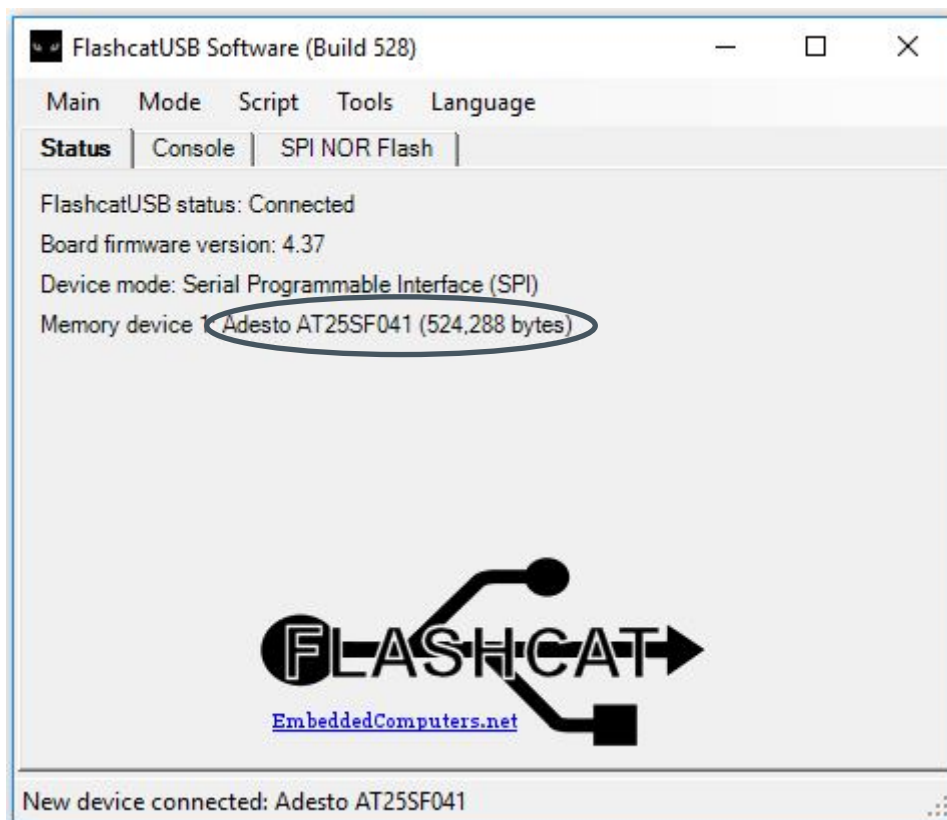 FlashcatUSB Software (Build 528)
Main Mode Script Tools Language
Status Console SPI NOR Flash
FlashcatUSB status: Connected
Board firmware version: 4.37
Device mode: Serial Programmable Interface (SPI)
Memory device 1: Adesto AT25SF041 (524,288 bytes)
FLASHCAT
EmbeddedComputers.net
New device connected: Adesto AT25SF041